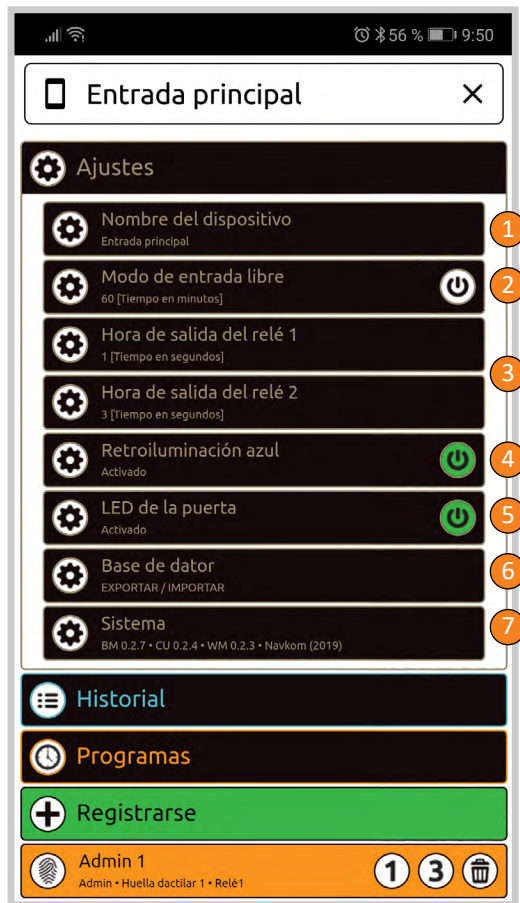 56 % 9:50
Entrada principal
Ajustes
Nombre del dispositivo
Entrada principal
1
Modo de entrada libre
60 [Tiempo en minutos]
2
Hora de salida del relé 1
1 [Tiempo en segundos]
3
Hora de salida del relé 2
3 [Tiempo en segundos]
Retroiluminación azul
Activado
4
LED de la puerta
Activado
5
Base de dator
EXPORTAR / IMPORTAR
6
Sistema
BM 0.2.7 • CU 0.2.4 • WM 0.2.3 • Navkom (2019)
7
Historial
Programas
Registrarse
Admin 1
Admin • Huella dactilar 1 • Relé1
1 3